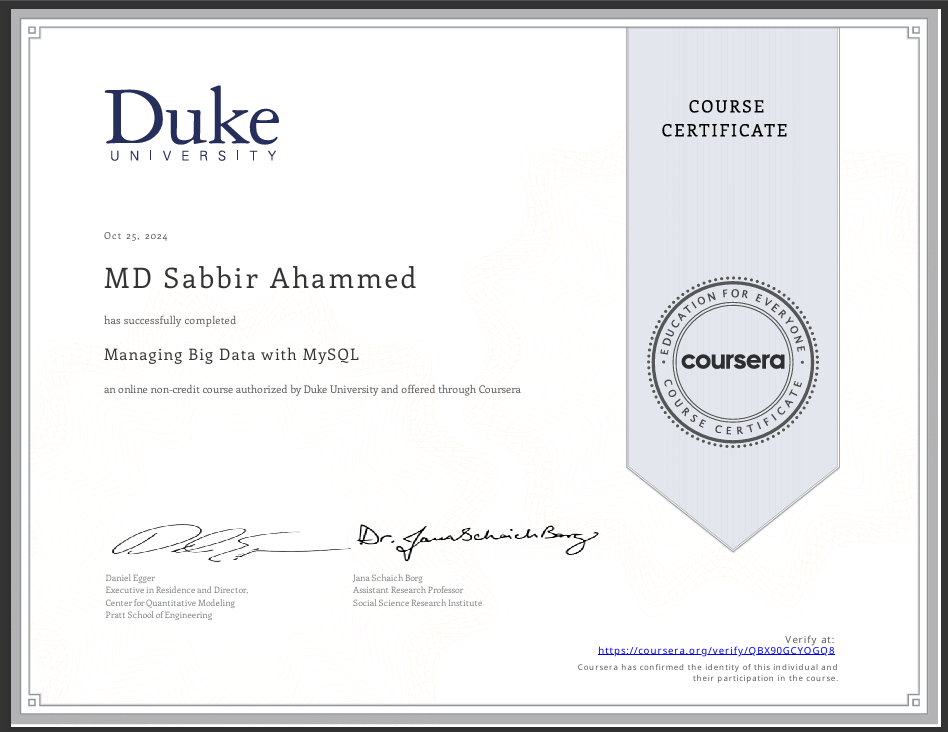 Duke
UNIVERSITY
COURSE
CERTIFICATE
Oct 25, 2024
MD Sabbir Ahammed
has successfully completed
Managing Big Data with MySQL
an online non-credit course authorized by Duke University and offered through Coursera
EDUCATION FOR EVERYONE
coursera
COURSE CERTIFICATE
Dr. Jana Schaich Borg
Daniel Egger
Executive in Residence and Director,
Center for Quantitative Modeling
Pratt School of Engineering
Jana Schaich Borg
Assistant Research Professor
Social Science Research Institute
Verify at:
https://coursera.org/verify/QBX90GCYOGQ8
Coursera has confirmed the identity of this individual and
their participation in the course.